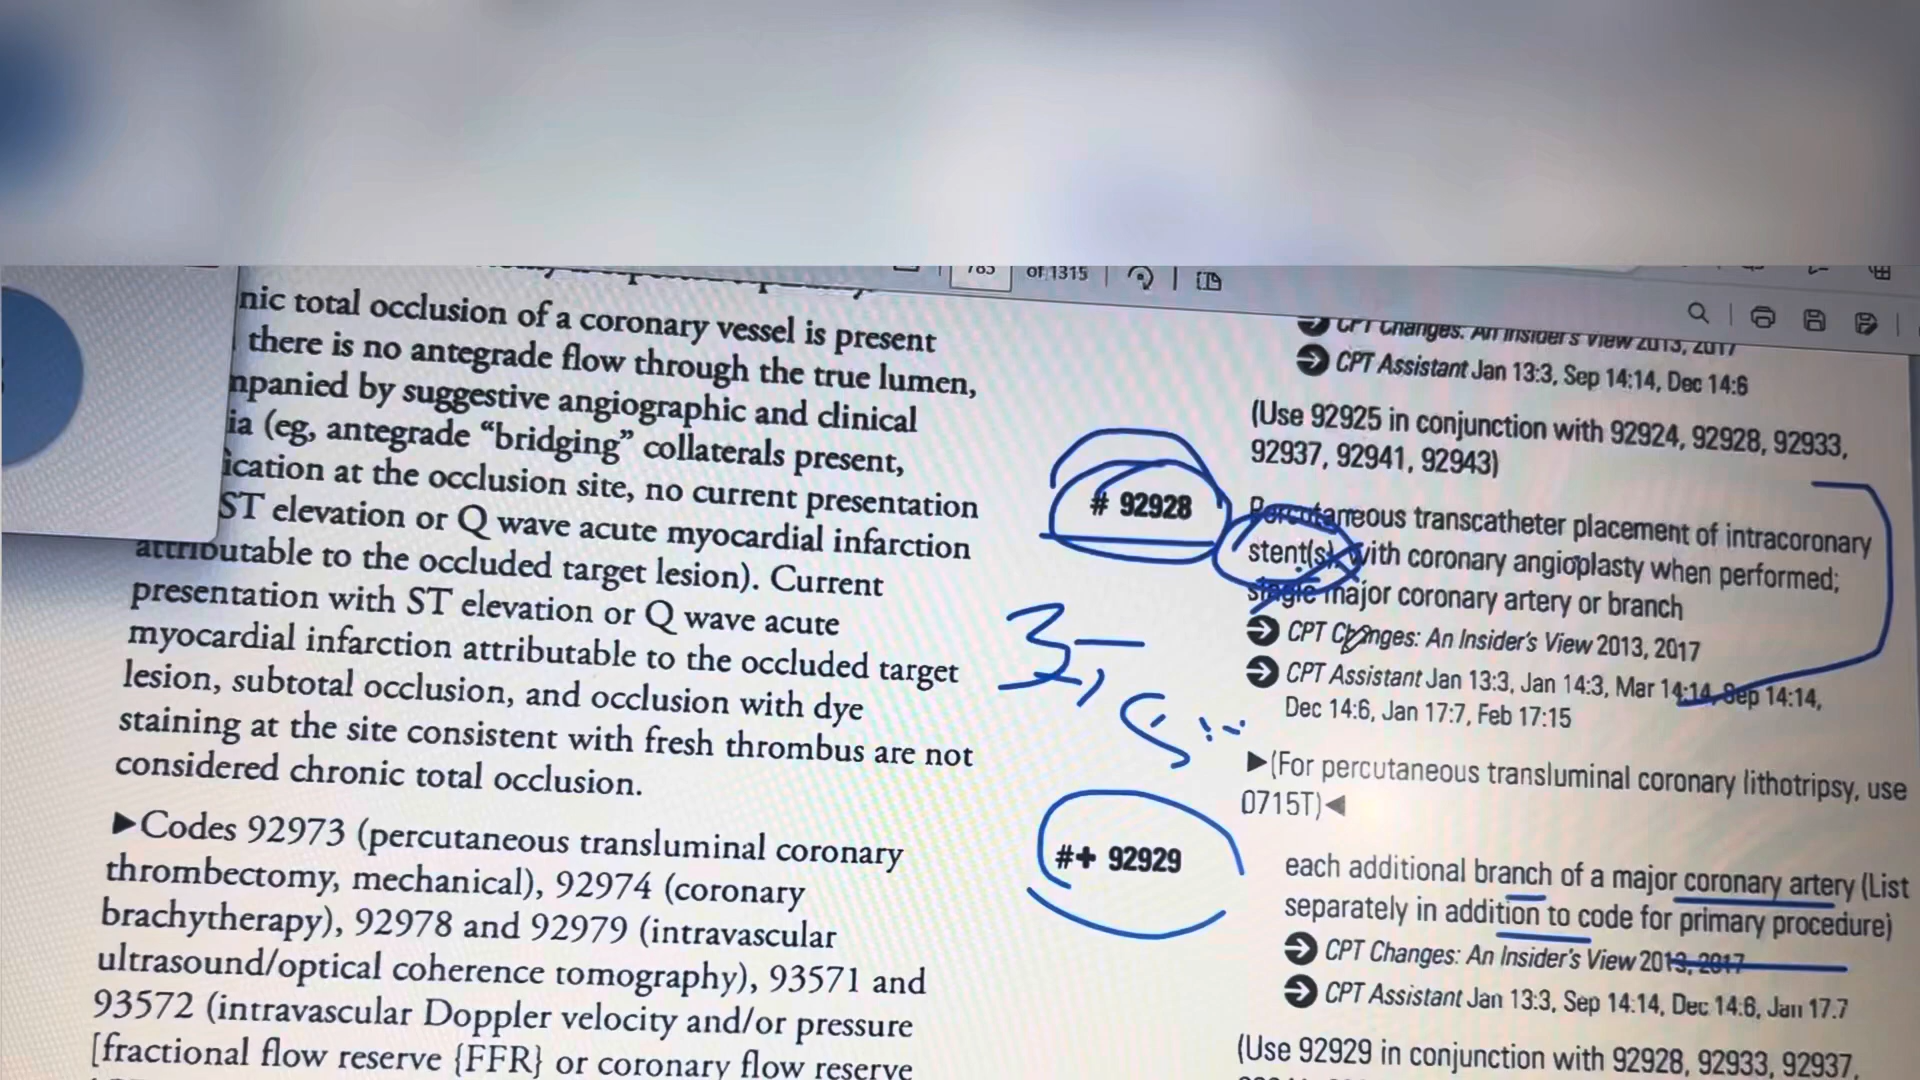 of 1315
nic total occlusion of a coronary vessel is present
there is no antegrade flow through the true lumen,
mpanied by suggestive angiographic and clinical
ia (eg, antegrade “bridging” collaterals present,
ication at the occlusion site, no current presentation
ST elevation or Q wave acute myocardial infarction
attributable to the occluded target lesion). Current
presentation with ST elevation or Q wave acute
myocardial infarction attributable to the occluded target
lesion, subtotal occlusion, and occlusion with dye
staining at the site consistent with fresh thrombus are not
considered chronic total occlusion.
▶Codes 92973 (percutaneous transluminal coronary
thrombectomy, mechanical), 92974 (coronary
brachytherapy), 92978 and 92979 (intravascular
ultrasound/optical coherence tomography), 93571 and
93572 (intravascular Doppler velocity and/or pressure
[fractional flow reserve {FFR} or coronary flow reserve
CPT Changes: An Insider's View 2013, 2017
CPT Assistant Jan 13:3, Sep 14:14, Dec 14:6
(Use 92925 in conjunction with 92924, 92928, 92933,
92937, 92941, 92943)
# 92928
Percutaneous transcatheter placement of intracoronary
stent(s), with coronary angioplasty when performed;
single major coronary artery or branch
CPT Changes: An Insider's View 2013, 2017
CPT Assistant Jan 13:3, Jan 14:3, Mar 14:14, Sep 14:14,
Dec 14:6, Jan 17:7, Feb 17:15
▶(For percutaneous transluminal coronary lithotripsy, use
0715T)◀
#+ 92929
each additional branch of a major coronary artery (List
separately in addition to code for primary procedure)
CPT Changes: An Insider's View 2013, 2017
CPT Assistant Jan 13:3, Sep 14:14, Dec 14:6, Jan 17.7
(Use 92929 in conjunction with 92928, 92933, 92937,